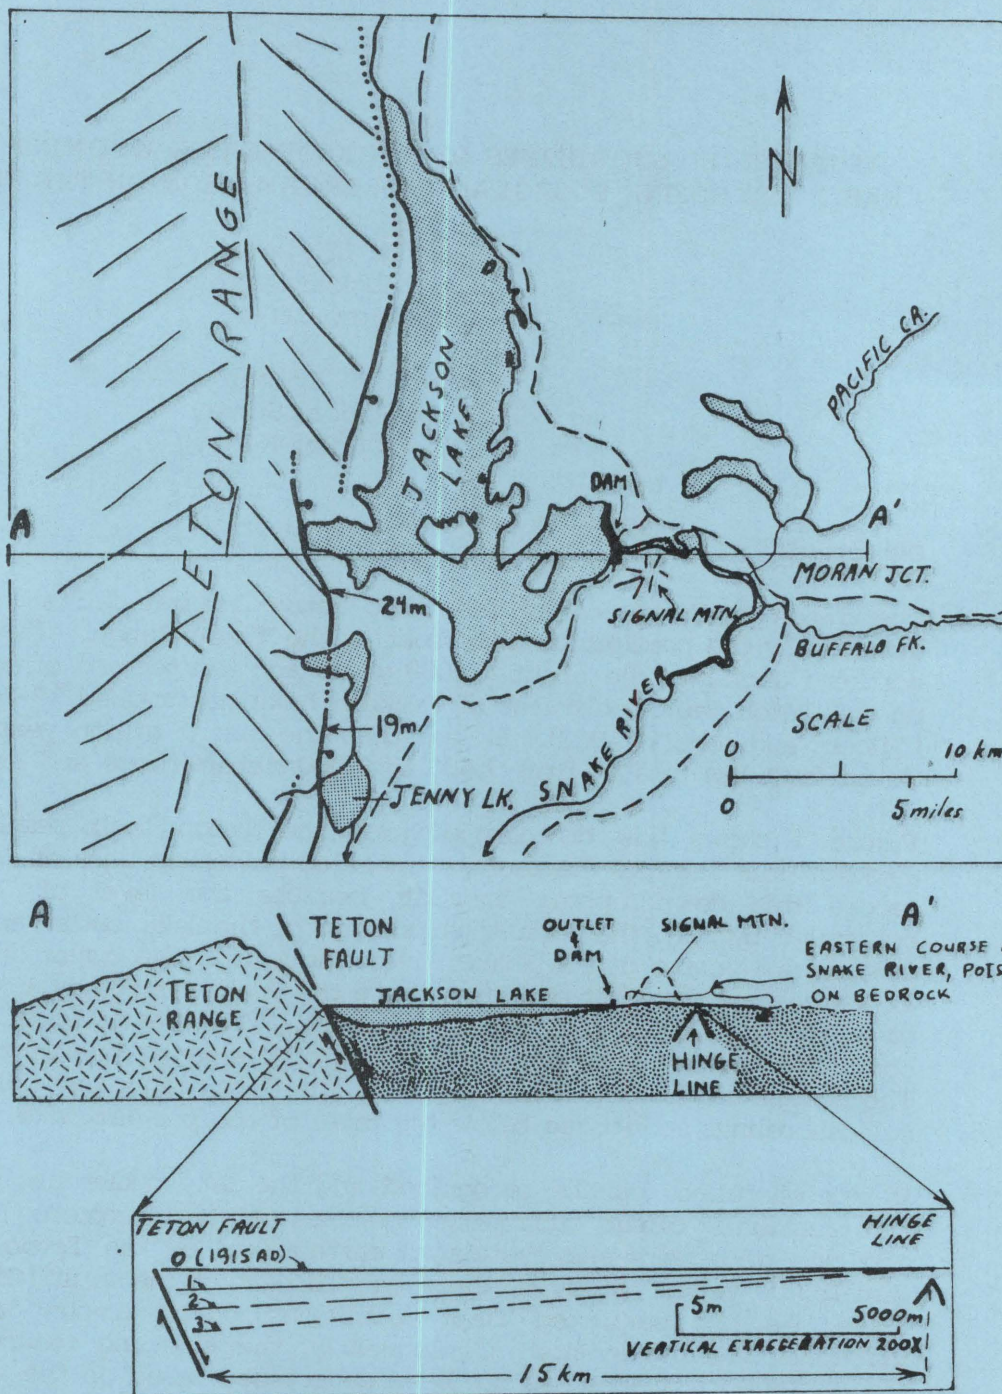 N
TETON RANGE
JACKSON
LAKE
PACIFIC CR.
DAM
A
A'
MORAN JCT.
24m
SIGNAL MTN.
BUFFALO FK.
SNAKE RIVER
19m
SCALE
0
10 km
0
5 miles
JENNY LK.
A
A'
TETON
FAULT
OUTLET
&
DAM
SIGNAL MTN.
EASTERN COURSE
SNAKE RIVER, POIS
ON BEDROCK
TETON
RANGE
JACKSON LAKE
HINGE
LINE
TETON FAULT
HINGE
LINE
0 (1915 AD)
1
2
3
5m
5000m
VERTICAL EXAGGERATION 200X
15 km